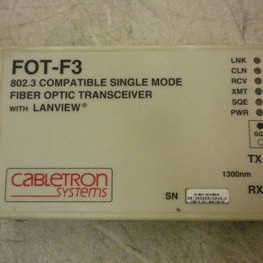 FOT-F3
802.3 COMPATIBLE SINGLE MODE
FIBER OPTIC TRANSCEIVER
WITH LANVIEW®
LNK
CLN
RCV
XMT
SQE
PWR
SQ
TX
1300nm
RX
CABLETRON
SYSTEMS
SN